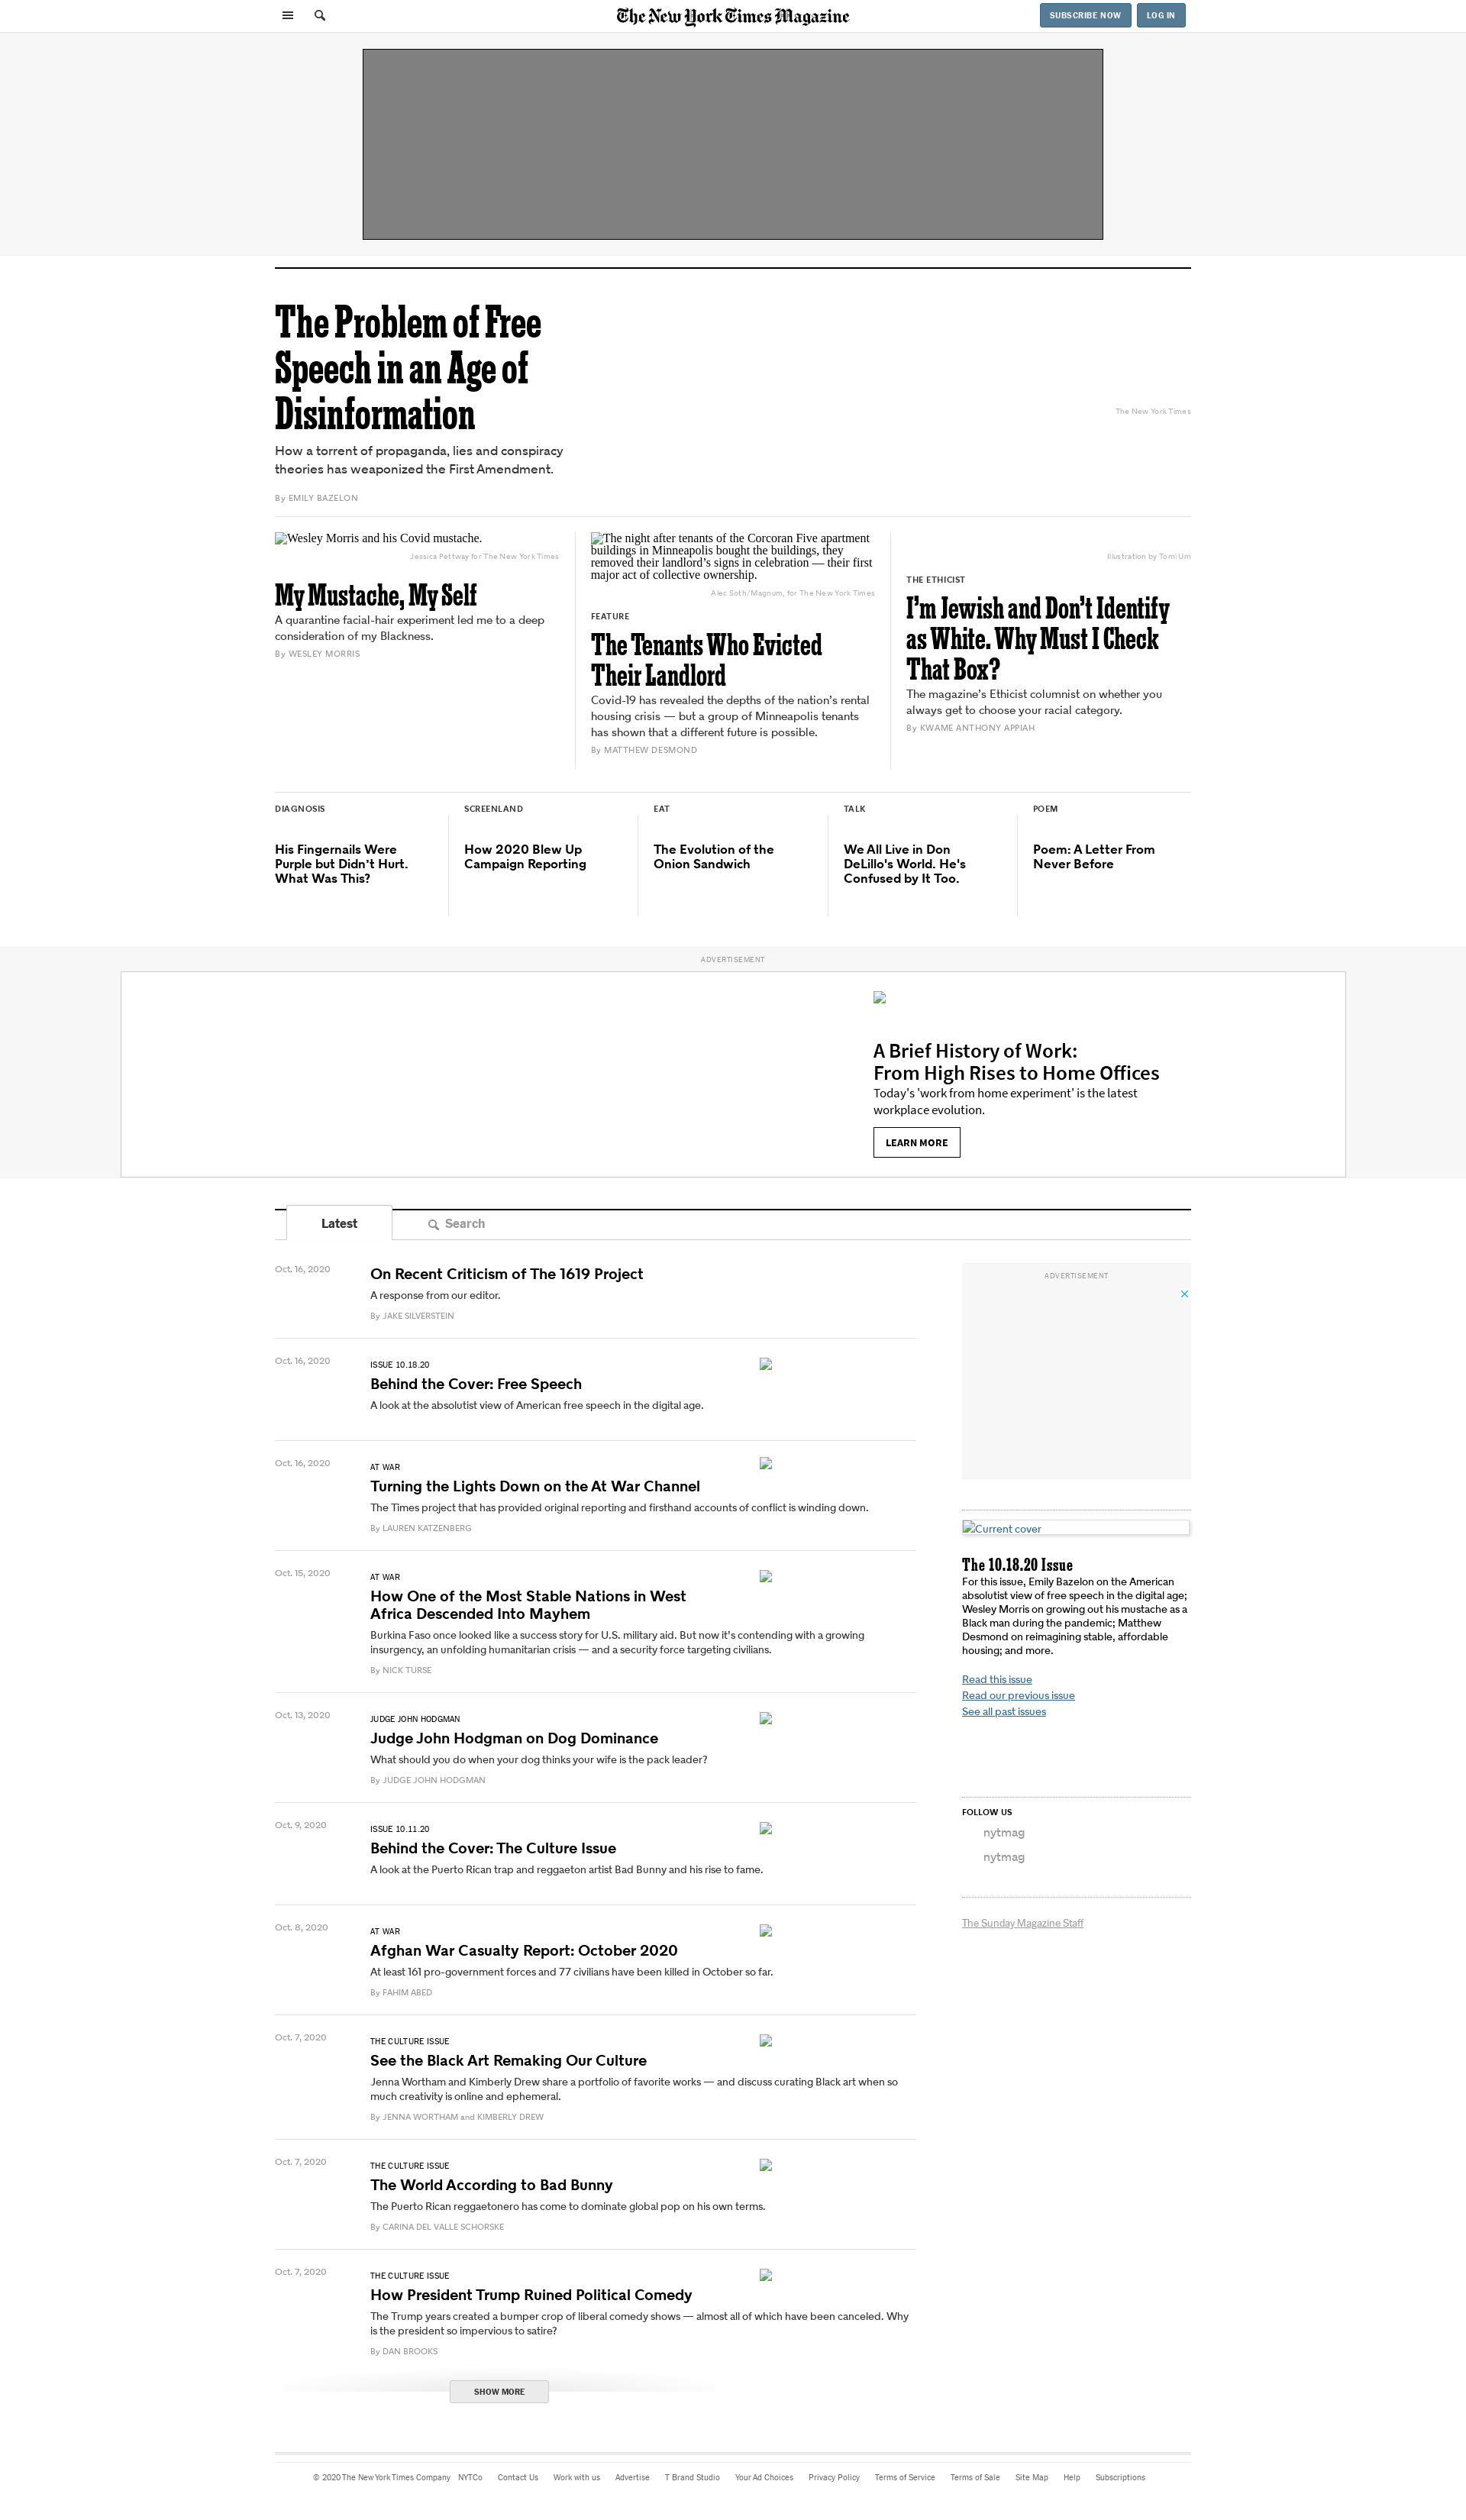 The New York Times Magazine
SUBSCRIBE NOW
LOG IN
The Problem of Free
Speech in an Age of
Disinformation
How a torrent of propaganda, lies and conspiracy
theories has weaponized the First Amendment.
By EMILY BAZELON
The New York Times
Wesley Morris and his Covid mustache.
Jessica Pettway for The New York Times
My Mustache, My Self
A quarantine facial-hair experiment led me to a deep
consideration of my Blackness.
By WESLEY MORRIS
The night after tenants of the Corcoran Five apartment
buildings in Minneapolis bought the buildings, they
removed their landlord’s signs in celebration — their first
major act of collective ownership.
Alec Soth/Magnum, for The New York Times
FEATURE
The Tenants Who Evicted
Their Landlord
Covid-19 has revealed the depths of the nation’s rental
housing crisis — but a group of Minneapolis tenants
has shown that a different future is possible.
By MATTHEW DESMOND
Illustration by Tomi Um
THE ETHICIST
I’m Jewish and Don’t Identify
as White. Why Must I Check
That Box?
The magazine’s Ethicist columnist on whether you
always get to choose your racial category.
By KWAME ANTHONY APPIAH
DIAGNOSIS
His Fingernails Were
Purple but Didn’t Hurt.
What Was This?
SCREENLAND
How 2020 Blew Up
Campaign Reporting
EAT
The Evolution of the
Onion Sandwich
TALK
We All Live in Don
DeLillo's World. He's
Confused by It Too.
POEM
Poem: A Letter From
Never Before
ADVERTISEMENT
A Brief History of Work:
From High Rises to Home Offices
Today's 'work from home experiment' is the latest
workplace evolution.
LEARN MORE
Latest
Search
Oct. 16, 2020
On Recent Criticism of The 1619 Project
A response from our editor.
By JAKE SILVERSTEIN
Oct. 16, 2020
ISSUE 10.18.20
Behind the Cover: Free Speech
A look at the absolutist view of American free speech in the digital age.
Oct. 16, 2020
AT WAR
Turning the Lights Down on the At War Channel
The Times project that has provided original reporting and firsthand accounts of conflict is winding down.
By LAUREN KATZENBERG
Oct. 15, 2020
AT WAR
How One of the Most Stable Nations in West
Africa Descended Into Mayhem
Burkina Faso once looked like a success story for U.S. military aid. But now it’s contending with a growing
insurgency, an unfolding humanitarian crisis — and a security force targeting civilians.
By NICK TURSE
Oct. 13, 2020
JUDGE JOHN HODGMAN
Judge John Hodgman on Dog Dominance
What should you do when your dog thinks your wife is the pack leader?
By JUDGE JOHN HODGMAN
Oct. 9, 2020
ISSUE 10.11.20
Behind the Cover: The Culture Issue
A look at the Puerto Rican trap and reggaeton artist Bad Bunny and his rise to fame.
Oct. 8, 2020
AT WAR
Afghan War Casualty Report: October 2020
At least 161 pro-government forces and 77 civilians have been killed in October so far.
By FAHIM ABED
Oct. 7, 2020
THE CULTURE ISSUE
See the Black Art Remaking Our Culture
Jenna Wortham and Kimberly Drew share a portfolio of favorite works — and discuss curating Black art when so
much creativity is online and ephemeral.
By JENNA WORTHAM and KIMBERLY DREW
Oct. 7, 2020
THE CULTURE ISSUE
The World According to Bad Bunny
The Puerto Rican reggaetonero has come to dominate global pop on his own terms.
By CARINA DEL VALLE SCHORSKE
Oct. 7, 2020
THE CULTURE ISSUE
How President Trump Ruined Political Comedy
The Trump years created a bumper crop of liberal comedy shows — almost all of which have been canceled. Why
is the president so impervious to satire?
By DAN BROOKS
SHOW MORE
ADVERTISEMENT
Current cover
The 10.18.20 Issue
For this issue, Emily Bazelon on the American
absolutist view of free speech in the digital age;
Wesley Morris on growing out his mustache as a
Black man during the pandemic; Matthew
Desmond on reimagining stable, affordable
housing; and more.
Read this issue
Read our previous issue
See all past issues
FOLLOW US
nytmag
nytmag
The Sunday Magazine Staff
© 2020 The New York Times Company NYTCo Contact Us Work with us Advertise T Brand Studio Your Ad Choices Privacy Policy Terms of Service Terms of Sale Site Map Help Subscriptions